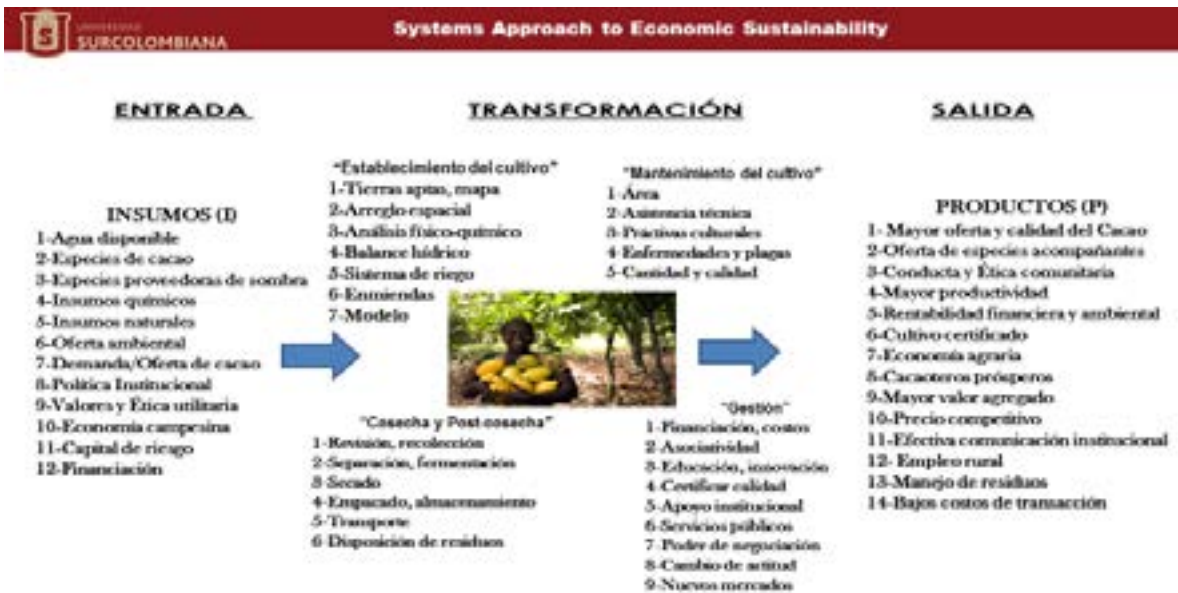 UNIVERSIDAD
SURCOLOMBIANA
Systems Approach to Economic Sustainability
ENTRADA
TRANSFORMACIÓN
SALIDA
INSUMOS (I)
1-Agua disponible
2-Especies de cacao
3-Especies proveedoras de sombra
4-Insumos químicos
5-Insumos naturales
6-Oferta ambiental
7-Demanda/Oferta de cacao
8-Política Institucional
9-Valores y Ética utilitaria
10-Economía campesina
11-Capital de riesgo
12-Financiación
"Establecimiento del cultivo"
1-Tierras aptas, mapa
2-Arreglo espacial
3-Análisis físico-químico
4-Balance hídrico
5-Sistema de riego
6-Enmiendas
7-Modelo
"Mantenimiento del cultivo"
1-Área
2-Asistencia técnica
3-Practivas culturales
4-Enfermedades y plagas
5-Cantidad y calidad
"Cosecha y Post cosecha"
1-Revisión, recolección
2-Separación, fermentación
3-Secado
4-Empacado, almacenamiento
5-Transporte
6-Disposición de residuos
"Gestión"
1-Financiación, costos
2-Asociatividad
3-Educación, innovación
4-Certificar calidad
5-Apoyo institucional
6-Servicios públicos
7-Poder de negociación
8-Cambio de actitud
9-Nuevos mercados
PRODUCTOS (P)
1- Mayor oferta y calidad del Cacao
2-Oferta de especies acompañantes
3-Conducta y Ética comunitaria
4-Mayor productividad
5-Rentabilidad financiera y ambiental
6-Cultivo certificado
7-Economía agraria
8-Cacaoteros prósperos
9-Mayor valor agregado
10-Precio competitivo
11-Efectiva comunicación institucional
12- Empleo rural
13-Manejo de residuos
14-Bajos costos de transacción